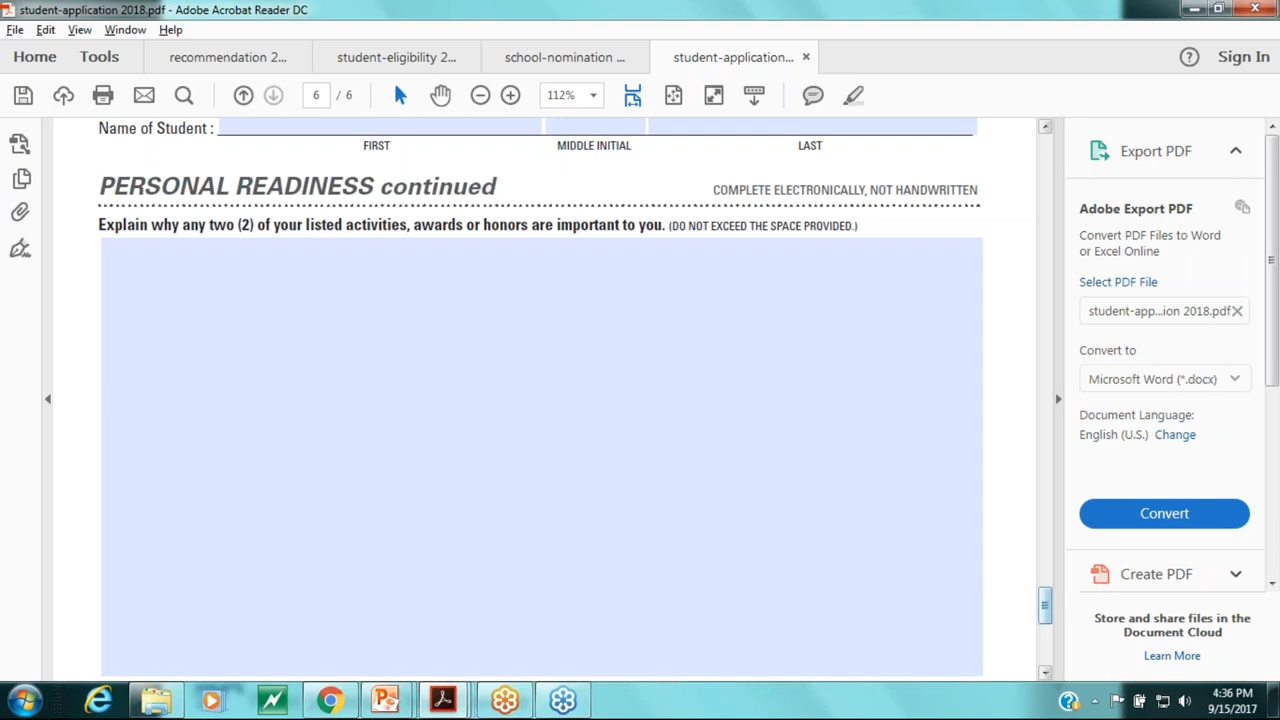 student-application 2018.pdf - Adobe Acrobat Reader DC
File Edit View Window Help
Home Tools recommendation 2... student-eligibility 2... school-nomination ... student-application... × ? Sign In
6 / 6 112%
Name of Student :
FIRST MIDDLE INITIAL LAST
PERSONAL READINESS continued COMPLETE ELECTRONICALLY, NOT HANDWRITTEN
Explain why any two (2) of your listed activities, awards or honors are important to you. (DO NOT EXCEED THE SPACE PROVIDED.)
Export PDF
Adobe Export PDF
Convert PDF Files to Word
or Excel Online
Select PDF File
student-app...ion 2018.pdf
Convert to
Microsoft Word (*.docx)
Document Language:
English (U.S.) Change
Convert
Create PDF
Store and share files in the
Document Cloud
Learn More
4:36 PM
9/15/2017